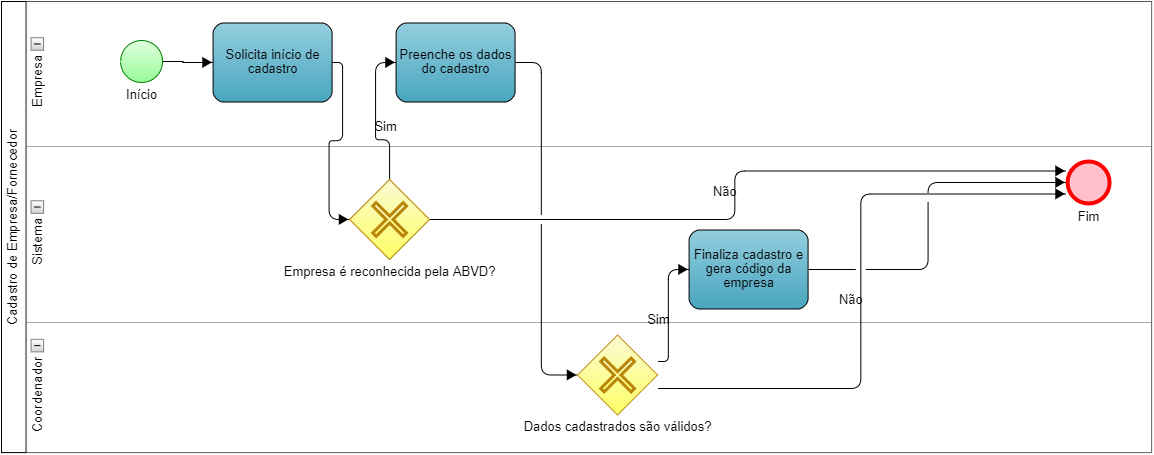 Cadastro de Empresa/Fornecedor
Empresa
Início
Solicita início de
cadastro
Preenche os dados
do cadastro
Sim
Sistema
Empresa é reconhecida pela ABVD?
Não
Fim
Finaliza cadastro e
gera código da
empresa
Não
Sim
Coordenador
Dados cadastrados são válidos?